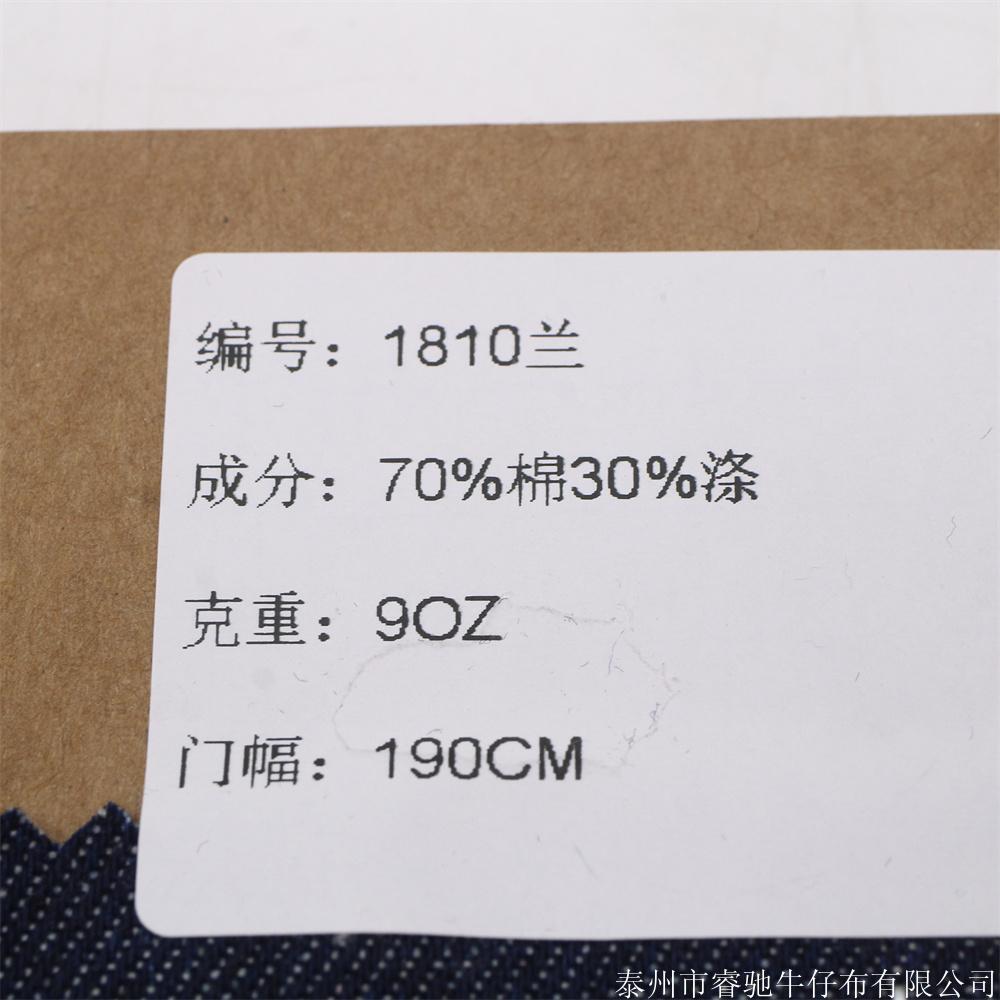 编号：1810兰
成分：70%棉30%涤
克重：9OZ
门幅：190CM
泰州市睿驰牛仔布有限公司